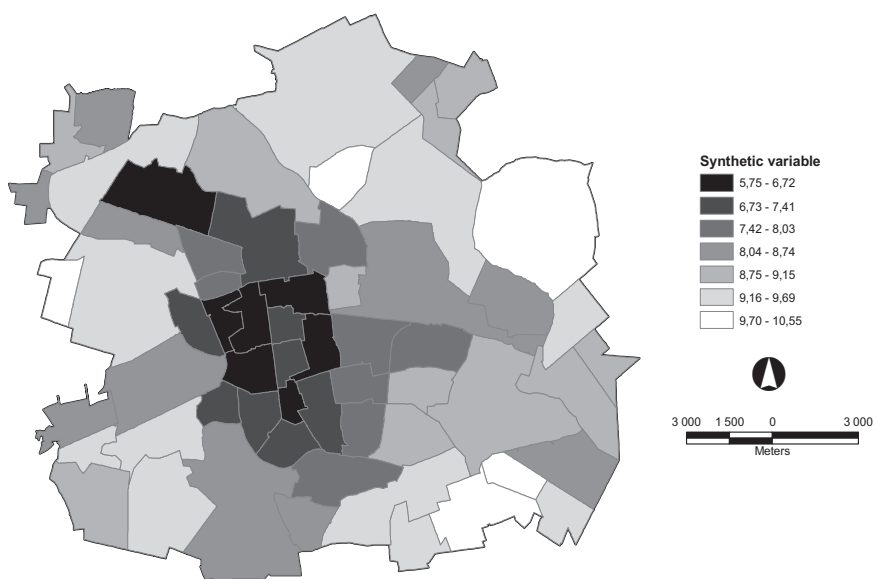 Synthetic variable
5,75 - 6,72
6,73 - 7,41
7,42 - 8,03
8,04 - 8,74
8,75 - 9,15
9,16 - 9,69
9,70 - 10,55
3 000 1 500 0 3 000
Meters